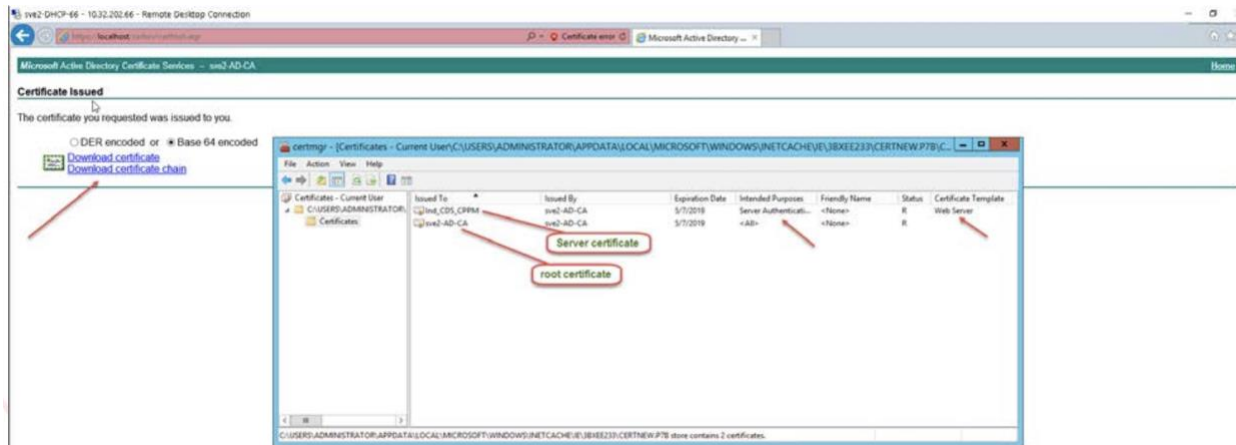 sve2-DHCP-66 - 10.32.202.66 - Remote Desktop Connection
Certificate error
Microsoft Active Directory ...
Microsoft Active Directory Certificate Services -- sve2-AD-CA
Home
Certificate Issued
The certificate you requested was issued to you.
DER encoded or Base 64 encoded
Download certificate
Download certificate chain
certmgr - [Certificates - Current User\C:\USERS\ADMINISTRATOR\APPDATA\LOCAL\MICROSOFT\WINDOWS\INETCACHE\IE\3BXEE233\CERTNEW.P7B\C...
File Action View Help
Certificates - Current User
C:\USERS\ADMINISTRATOR\
Certificates
Issued To Issued By Expiration Date Intended Purposes Friendly Name Status Certificate Template
Ind_CDS_CPPM sve2-AD-CA 5/7/2019 Server Authenticati... <None> R Web Server
sve2-AD-CA sve2-AD-CA 5/7/2019 <All> <None> R
Server certificate
root certificate
C:\USERS\ADMINISTRATOR\APPDATA\LOCAL\MICROSOFT\WINDOWS\INETCACHE\IE\3BXEE233\CERTNEW.P7B store contains 2 certificates.